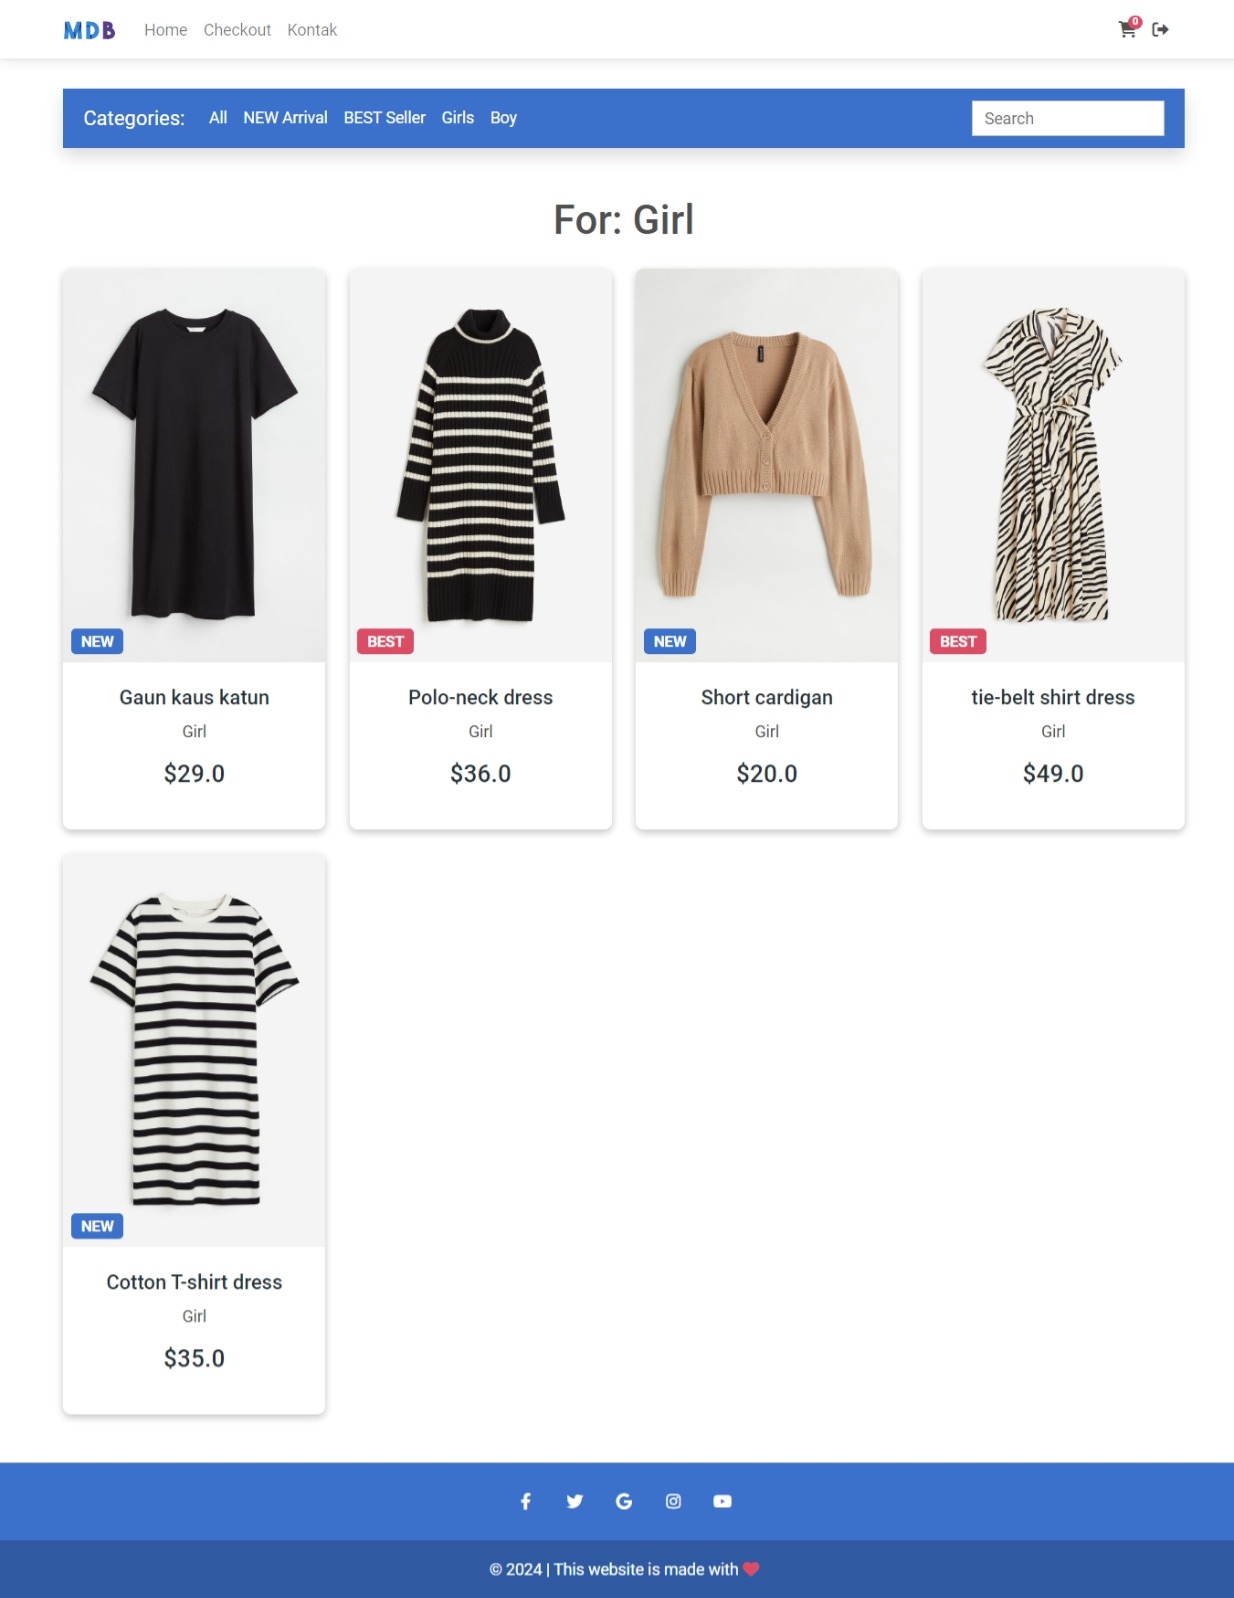 MDB Home Checkout Kontak 0
Categories: All NEW Arrival BEST Seller Girls Boy Search
For: Girl
NEW BEST NEW BEST
Gaun kaus katun Polo-neck dress Short cardigan tie-belt shirt dress
Girl Girl Girl Girl
$29.0 $36.0 $20.0 $49.0
NEW
Cotton T-shirt dress
Girl
$35.0
© 2024 | This website is made with